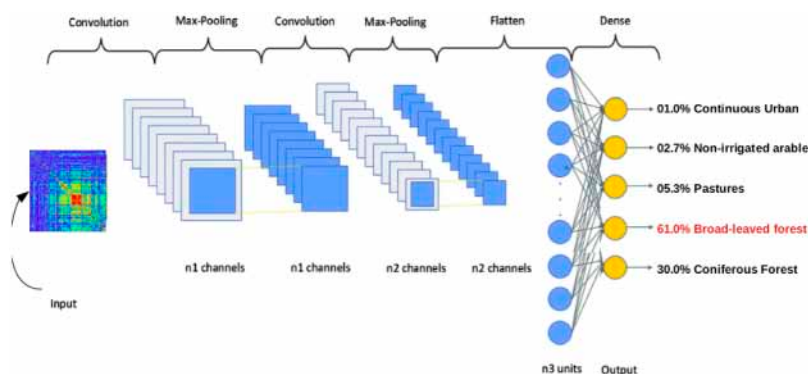 Convolution Max-Pooling Convolution Max-Pooling Flatten Dense
01.0% Continuous Urban
02.7% Non-irrigated arable
05.3% Pastures
61.0% Broad-leaved forest
30.0% Coniferous Forest
n1 channels n1 channels n2 channels n2 channels
Input
n3 units Output